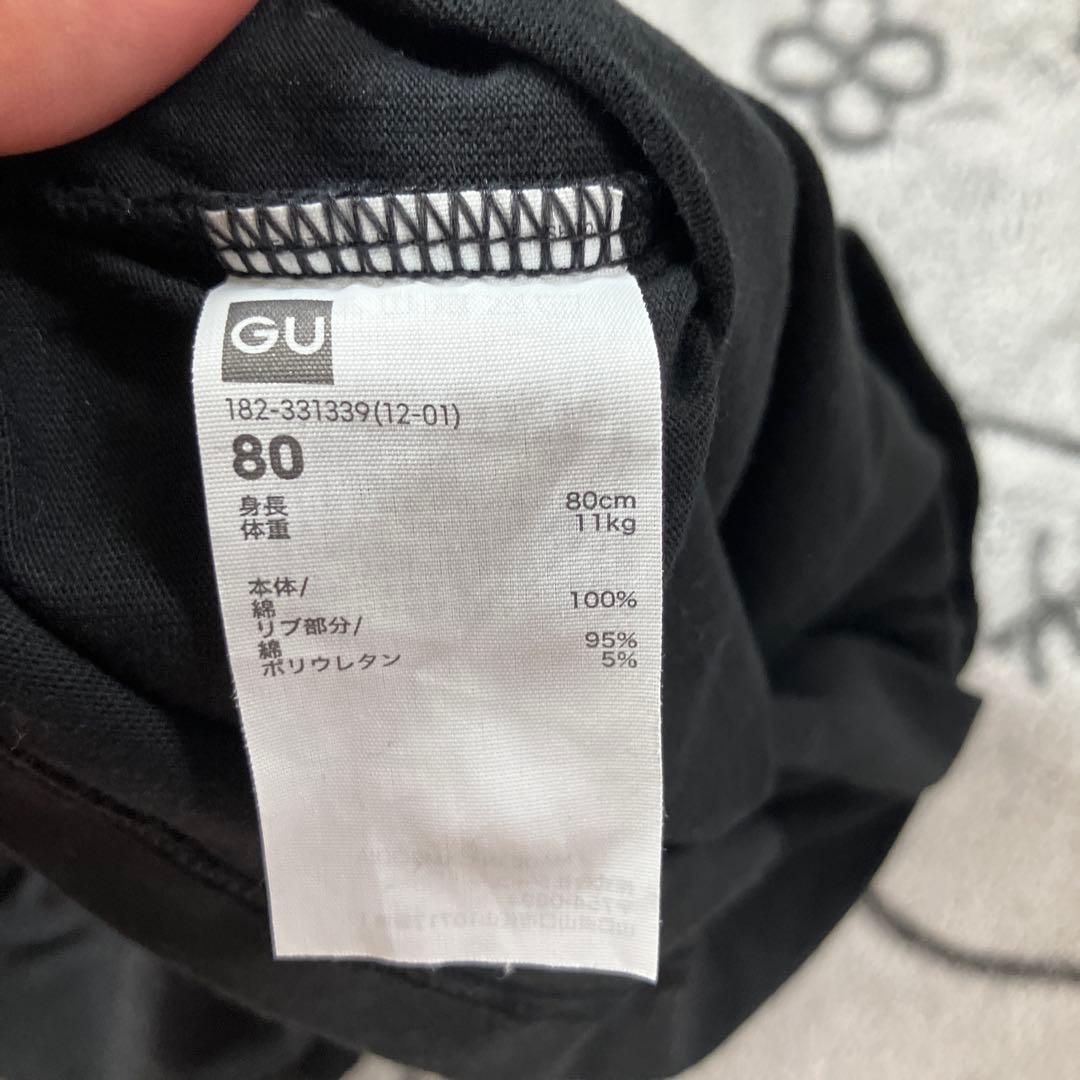 GU
182-331339(12-01)
80
身長 80cm
体重 11kg
本体/
綿 100%
リブ部分/
綿 95%
ポリウレタン 5%